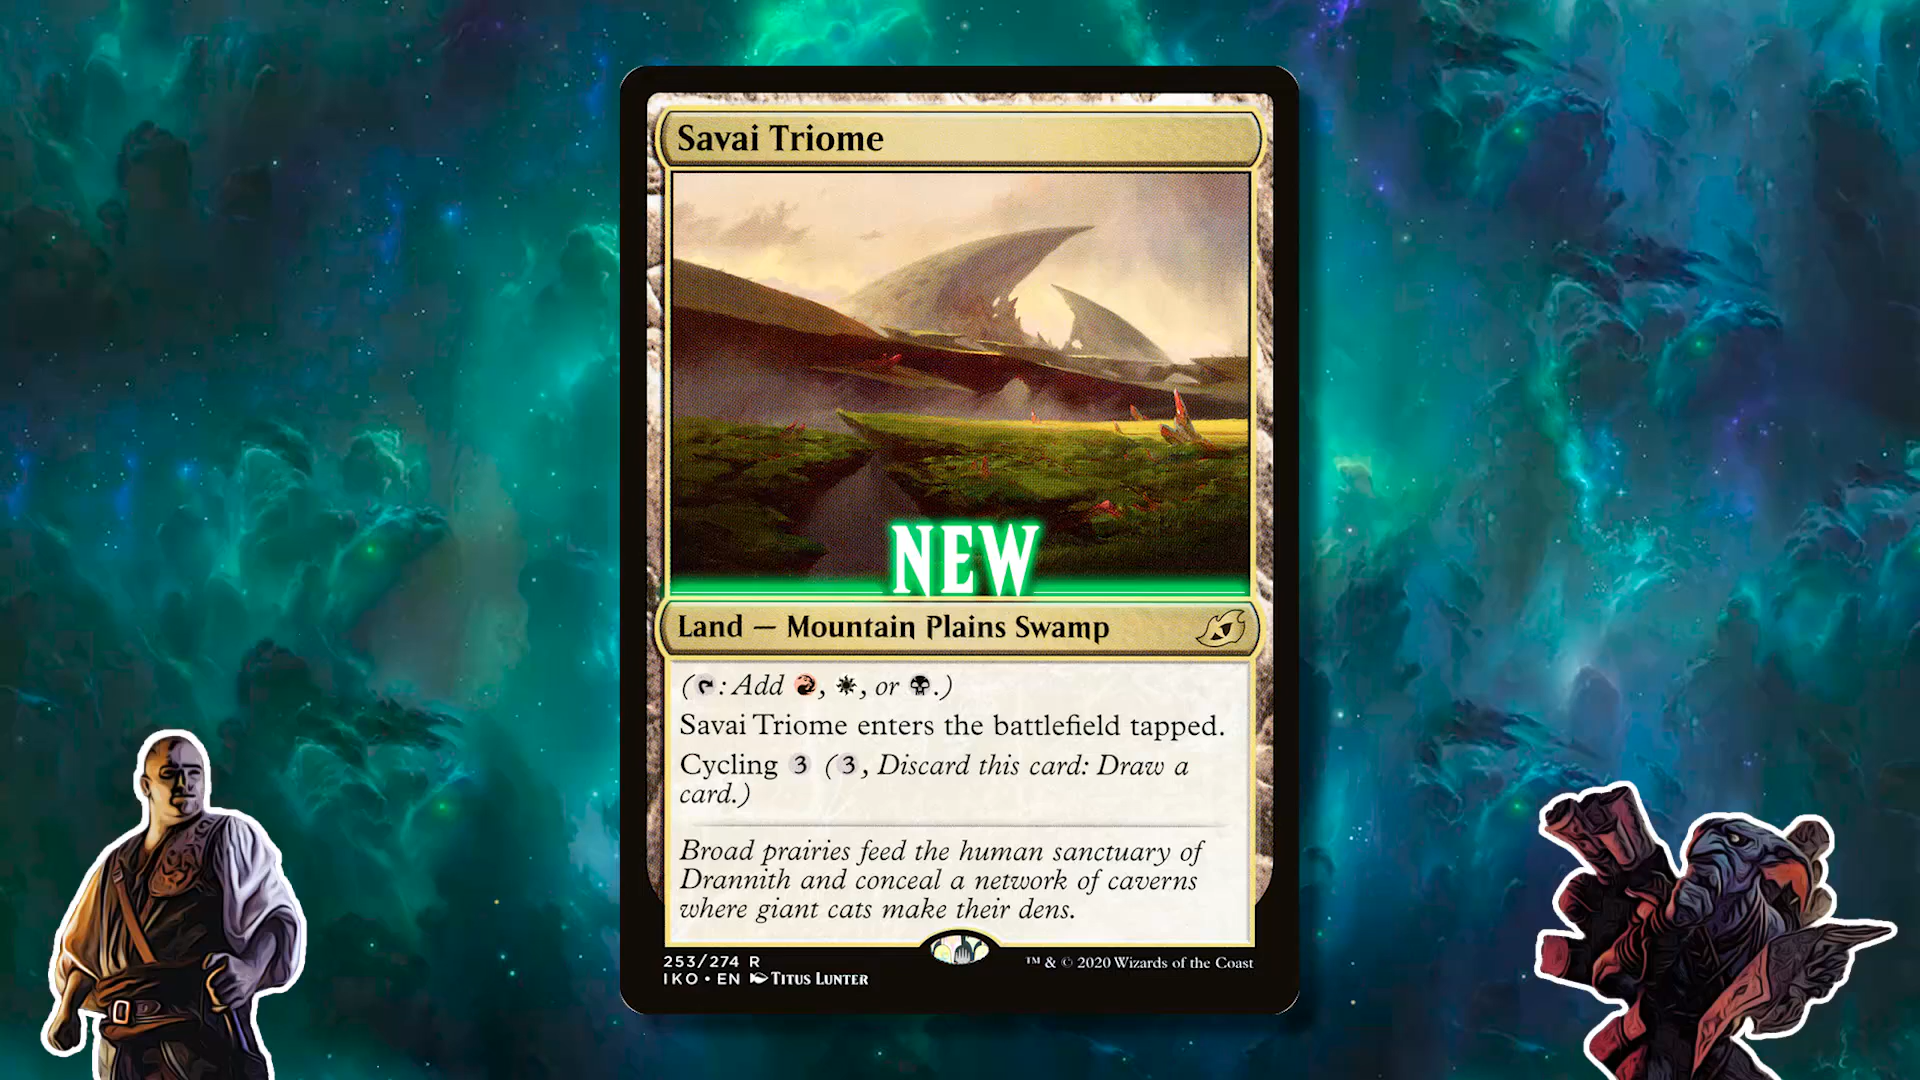 Savai Triome
NEW
Land — Mountain Plains Swamp
( : Add , , or .)
Savai Triome enters the battlefield tapped.
Cycling 3 (3, Discard this card: Draw a
card.)
Broad prairies feed the human sanctuary of
Drannith and conceal a network of caverns
where giant cats make their dens.
253/274 R
IKO • EN Titus Lunter
™ & © 2020 Wizards of the Coast